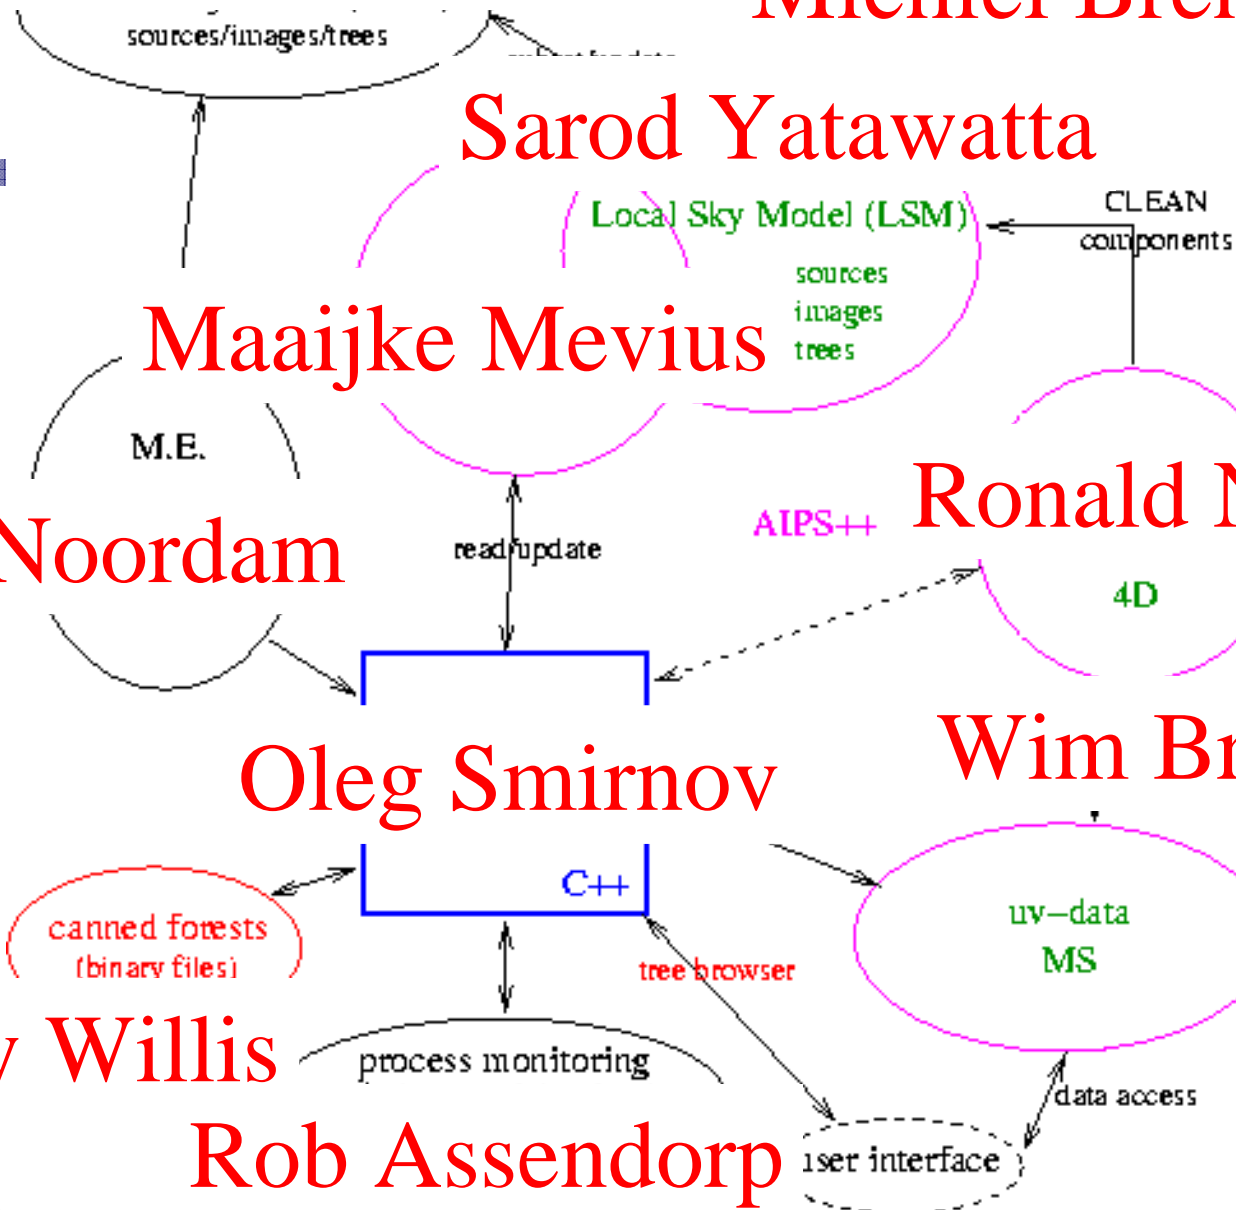 Michiel
sources/images/trees
Sarod Yatawatta
Local Sky Model (LSM)
CLEAN
components
sources
images
trees
Maaijke Mevius
M.E.
Ronald
AIPS++
Noordam
read/update
4D
Wim
Oleg Smirnov
C++
canned forests
(binary files)
uv-data
MS
tree browser
Willis
process monitoring
data access
Rob Assendorp
user interface